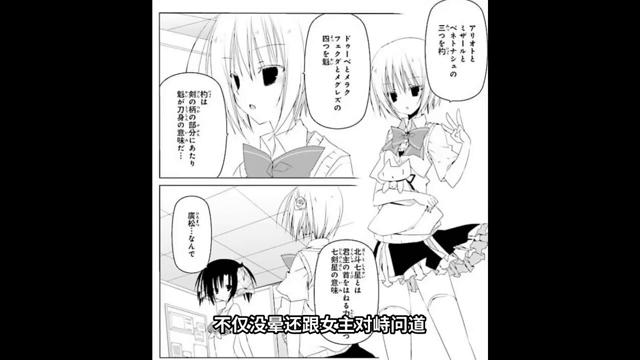 アリオトと
ミザールと
ベネトナシュの
三つを杓
ドゥーベとメラク
フェクダとメグレズの
四つを魁
杓は
剣の柄の部分にあたり
魁が刀身の意味だ…
北斗七星とは
君主の首をはねる
七剣星の意味
廣松…なんで
不仅没晕还跟女主对峙问道